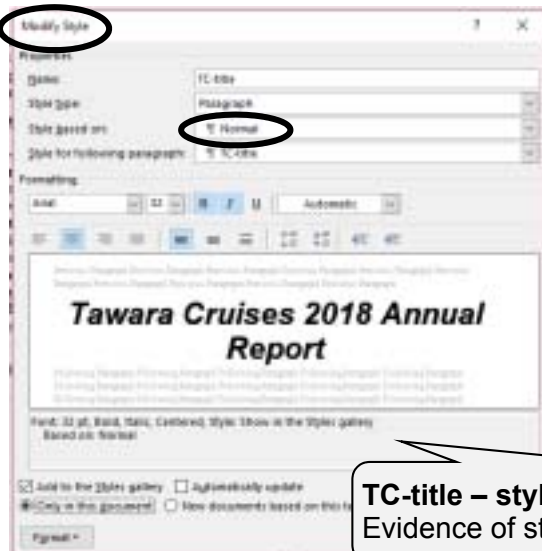 Modify Style ? ×
Properties
Name: TC-title
Style type: Paragraph
Style based on: ¶ Normal
Style for following paragraph: ¶ TC-title
Formatting
Arial 32 B I U Automatic
Tawara Cruises 2018 Annual
Report
Font: 32 pt, Bold, Italic, Centered, Style: Show in the Styles gallery
Based on: Normal
Add to the Styles gallery Automatically update
Only in this document New documents based on this
Format
TC-title – styl
Evidence of st